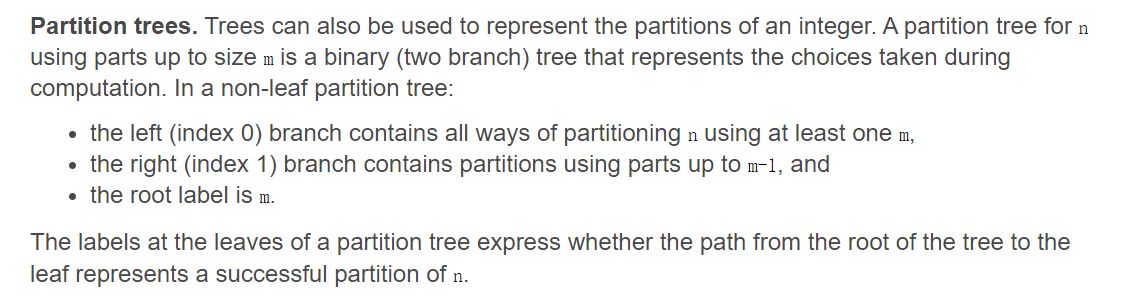 Partition trees. Trees can also be used to represent the partitions of an integer. A partition tree for n
using parts up to size m is a binary (two branch) tree that represents the choices taken during
computation. In a non-leaf partition tree:
• the left (index 0) branch contains all ways of partitioning n using at least one m,
• the right (index 1) branch contains partitions using parts up to m-1, and
• the root label is m.
The labels at the leaves of a partition tree express whether the path from the root of the tree to the
leaf represents a successful partition of n.